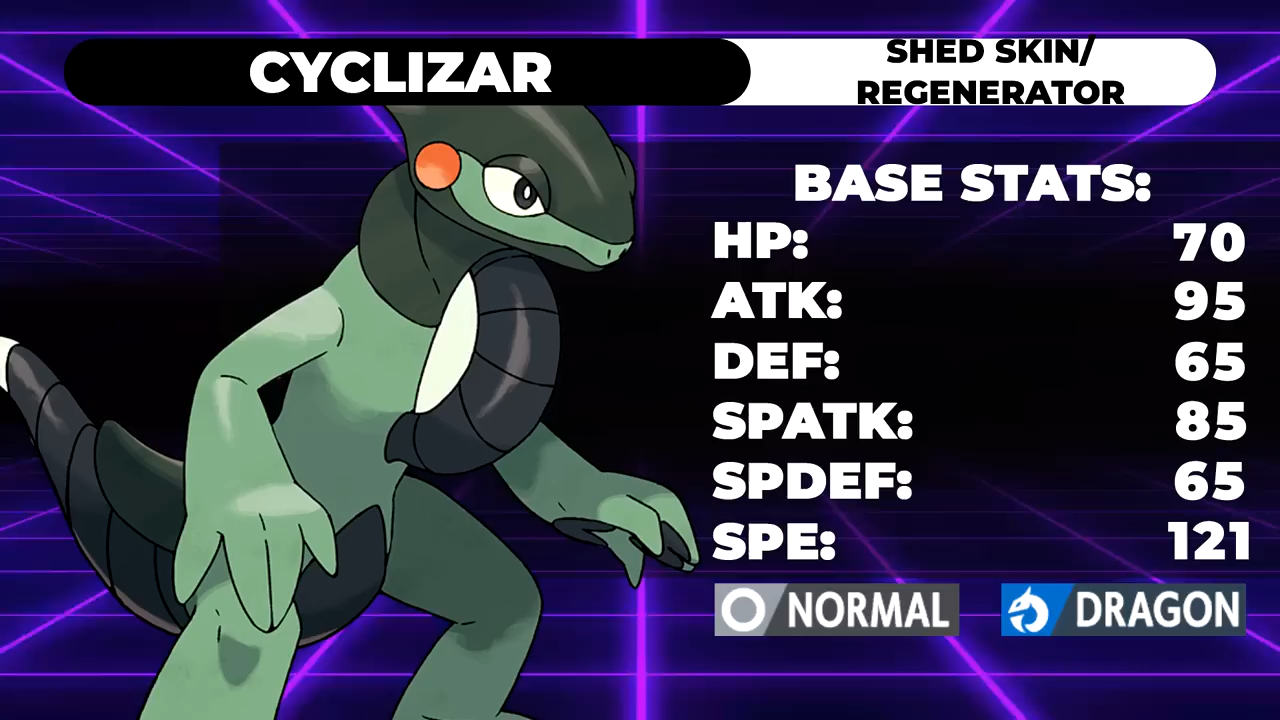 CYCLIZAR
SHED SKIN/
REGENERATOR
BASE STATS:
HP: 70
ATK: 95
DEF: 65
SPATK: 85
SPDEF: 65
SPE: 121
NORMAL DRAGON